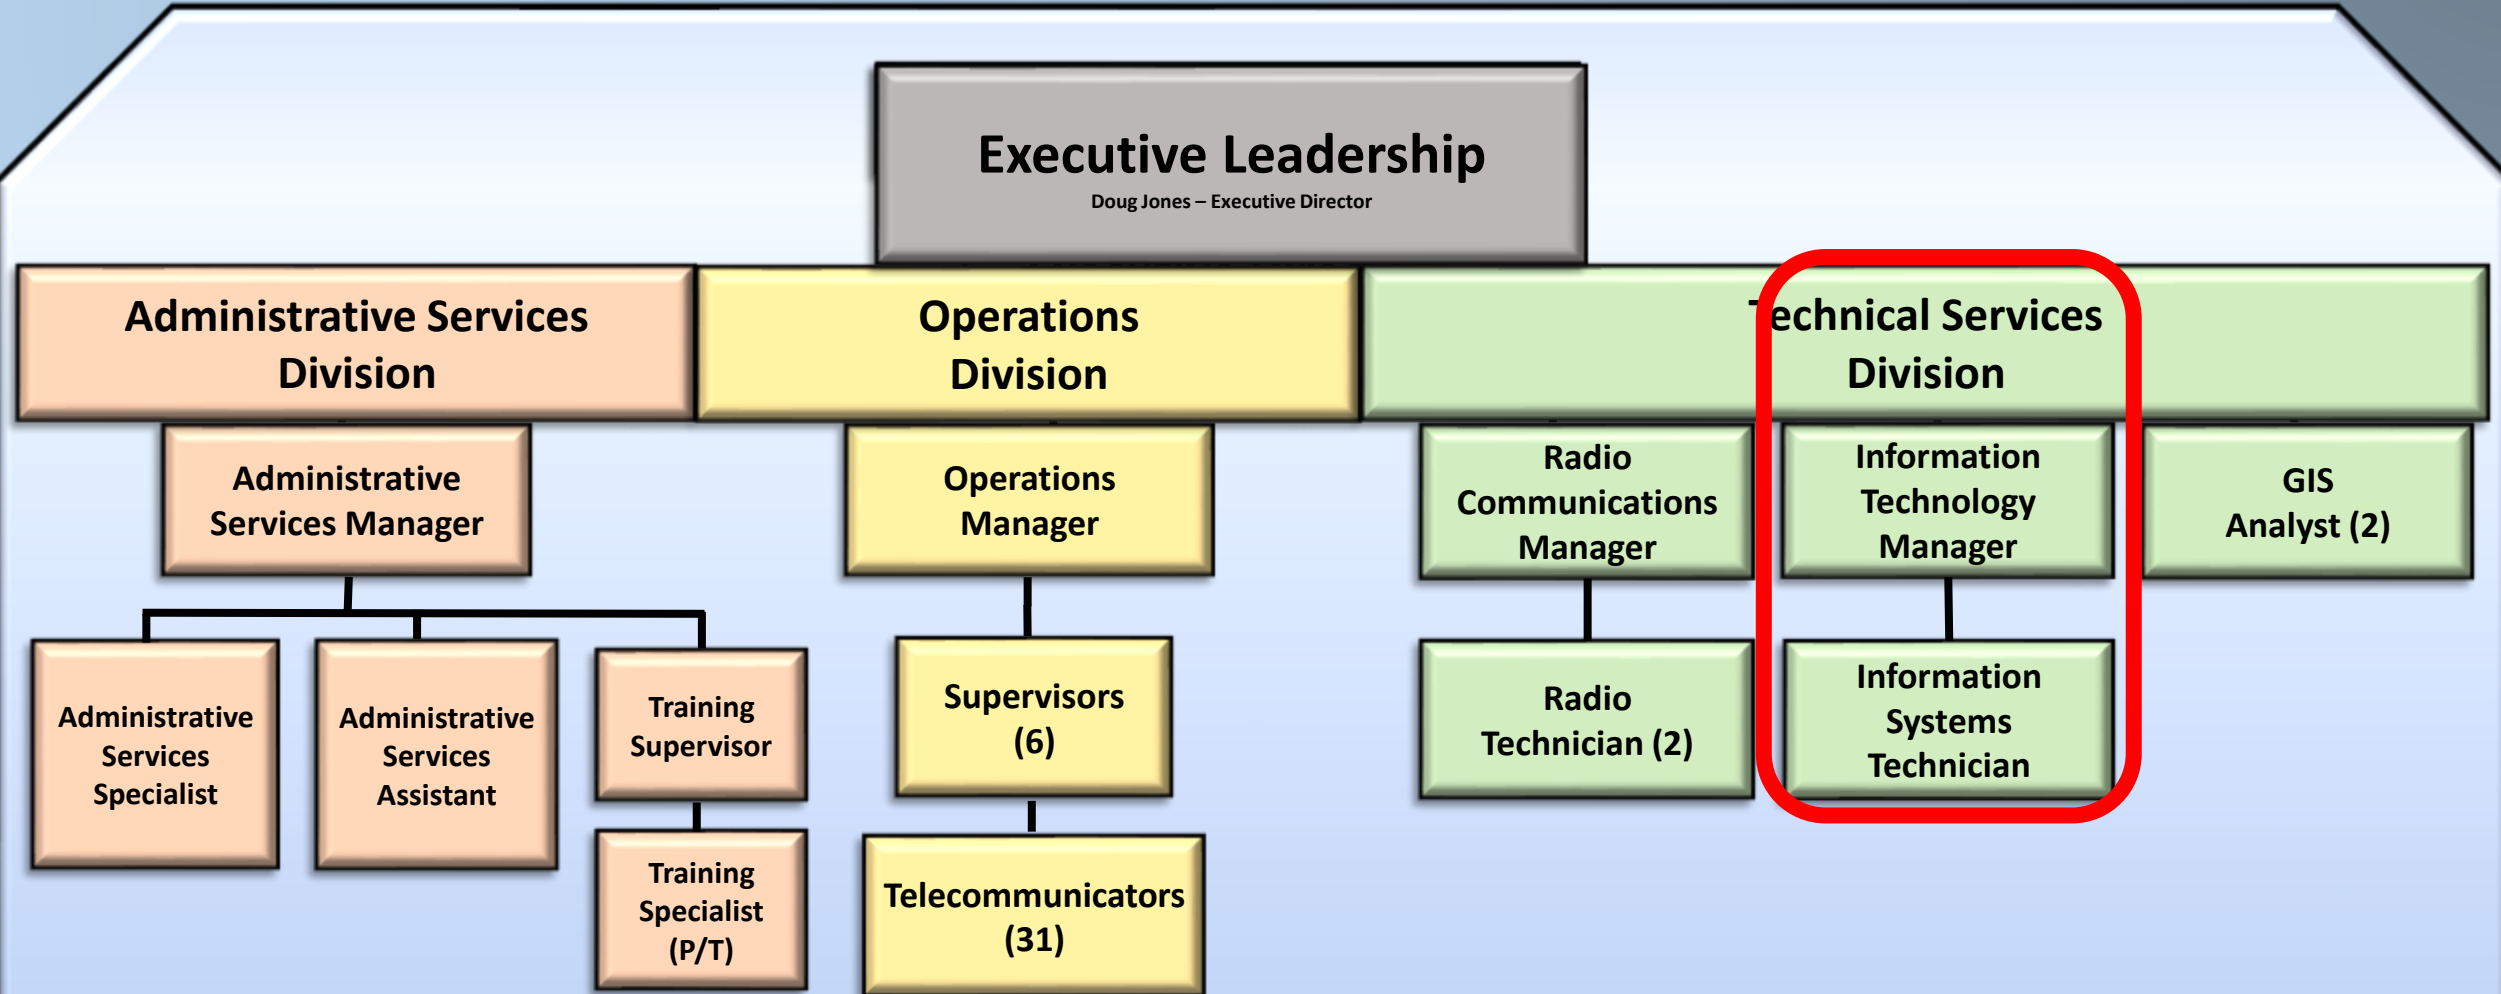 Executive Leadership
Doug Jones – Executive Director
Administrative Services
Division
Operations
Division
Technical Services
Division
Administrative
Services Manager
Operations
Manager
Radio
Communications
Manager
Information
Technology
Manager
GIS
Analyst (2)
Administrative
Services
Specialist
Administrative
Services
Assistant
Training
Supervisor
Supervisors
(6)
Radio
Technician (2)
Information
Systems
Technician
Training
Specialist
(P/T)
Telecommunicators
(31)